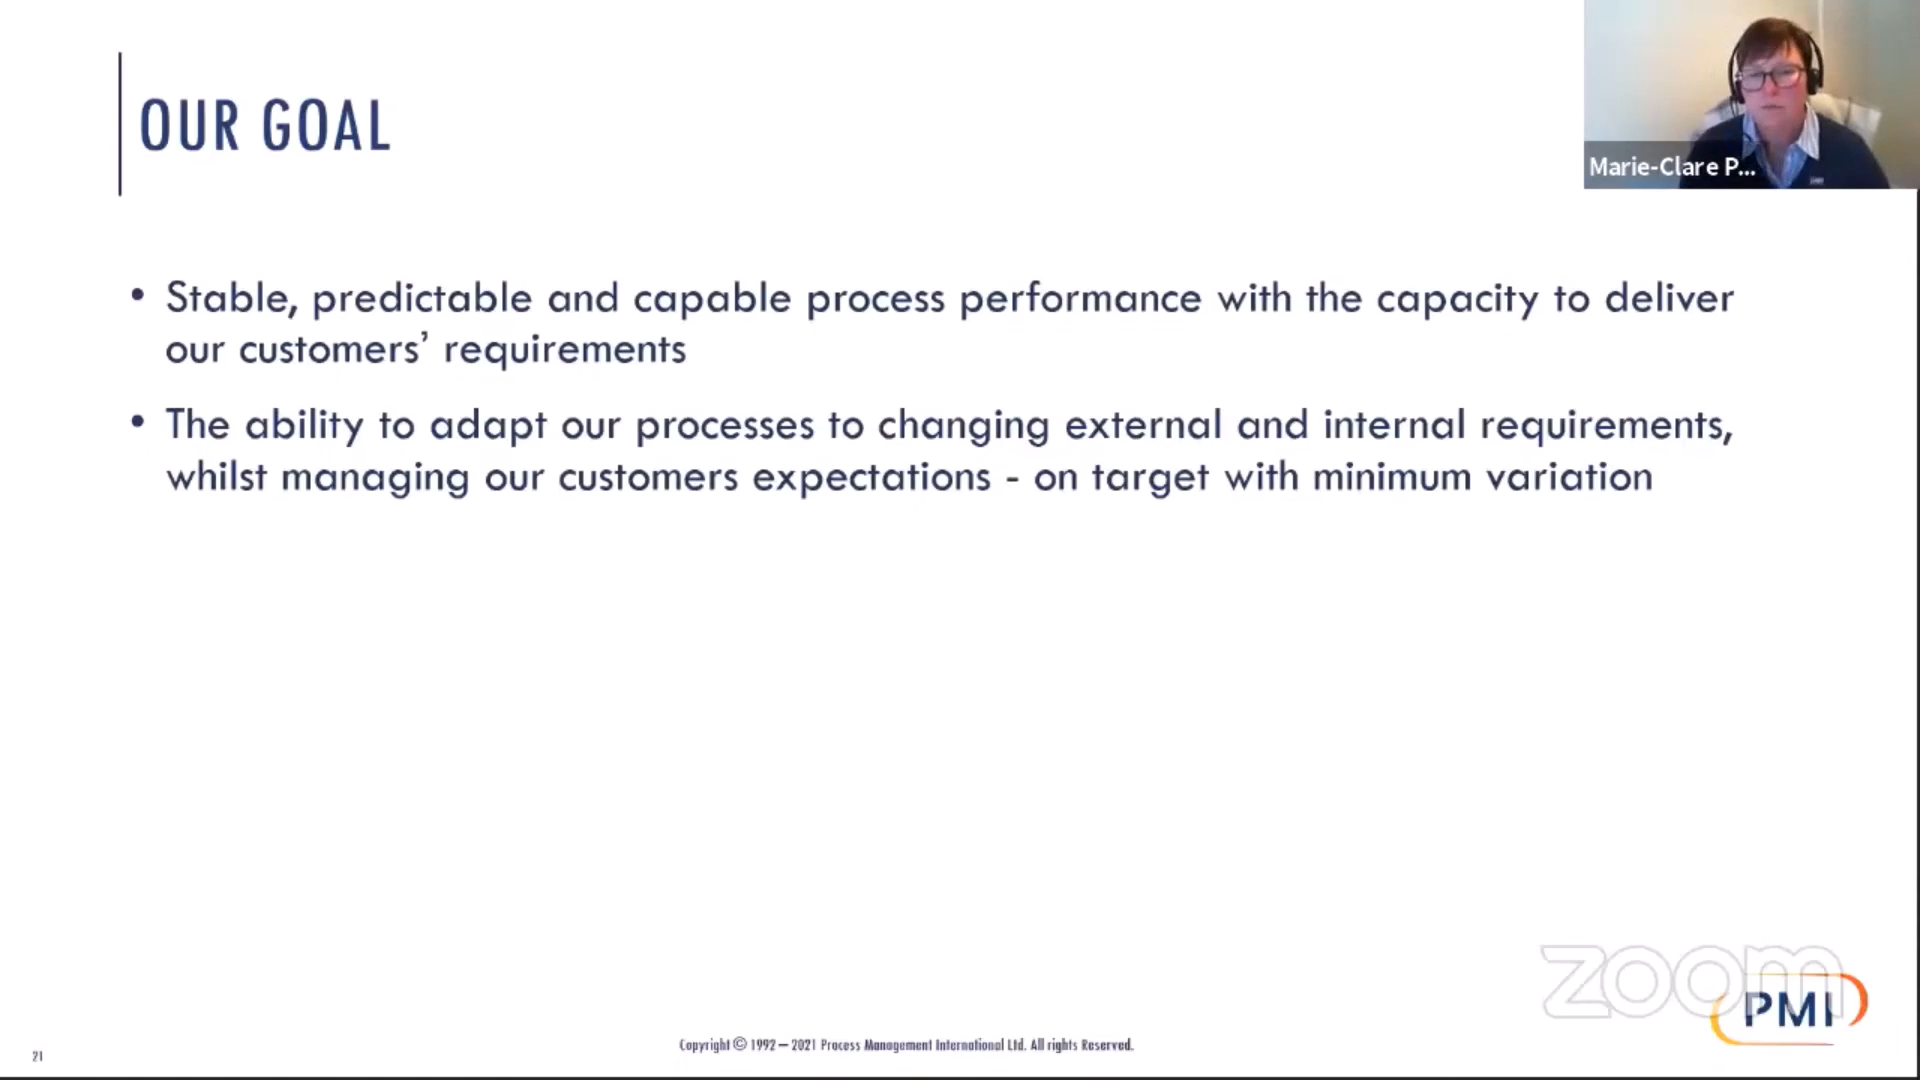 OUR GOAL
Marie-Clare P...
• Stable, predictable and capable process performance with the capacity to deliver
our customers’ requirements
• The ability to adapt our processes to changing external and internal requirements,
whilst managing our customers expectations - on target with minimum variation
zoom
PMI
Copyright © 1992 – 2021 Process Management International Ltd. All rights Reserved.
21